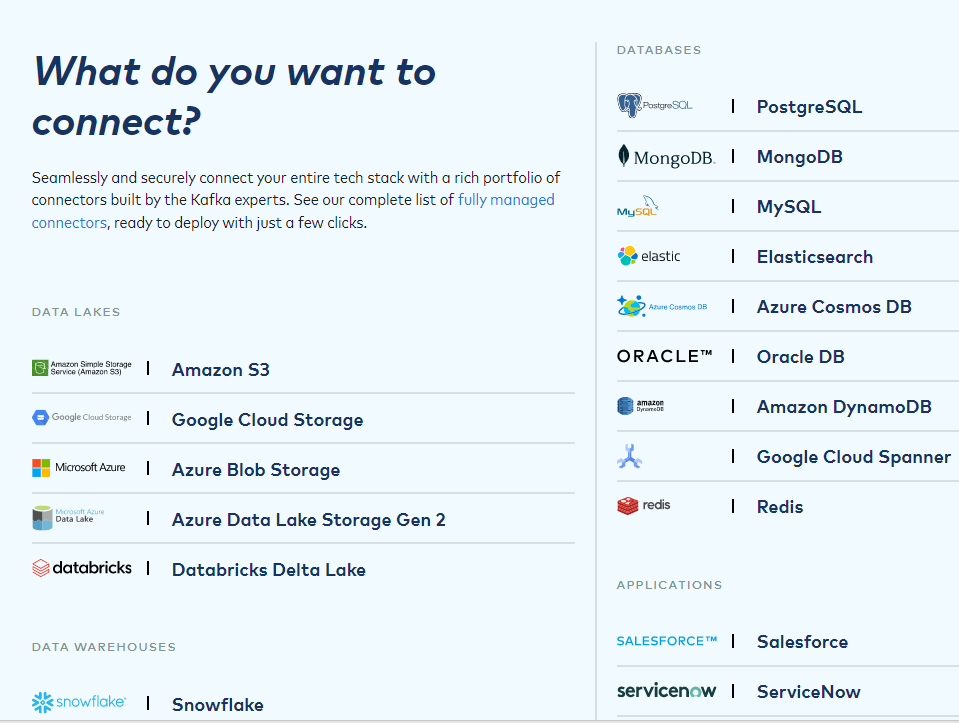 What do you want to
connect?
Seamlessly and securely connect your entire tech stack with a rich portfolio of
connectors built by the Kafka experts. See our complete list of fully managed
connectors, ready to deploy with just a few clicks.
DATA LAKES
Amazon Simple Storage
Service (Amazon S3)
Amazon S3
Google Cloud Storage
Google Cloud Storage
Microsoft Azure
Azure Blob Storage
Microsoft Azure
Data Lake
Azure Data Lake Storage Gen 2
databricks
Databricks Delta Lake
DATA WAREHOUSES
snowflake
Snowflake
DATABASES
PostgreSQL
PostgreSQL
MongoDB.
MongoDB
MySQL
MySQL
elastic
Elasticsearch
Azure Cosmos DB
Azure Cosmos DB
ORACLE™
Oracle DB
amazon
DynamoDB
Amazon DynamoDB
Google Cloud Spanner
redis
Redis
APPLICATIONS
SALESFORCE™
Salesforce
servicenow
ServiceNow